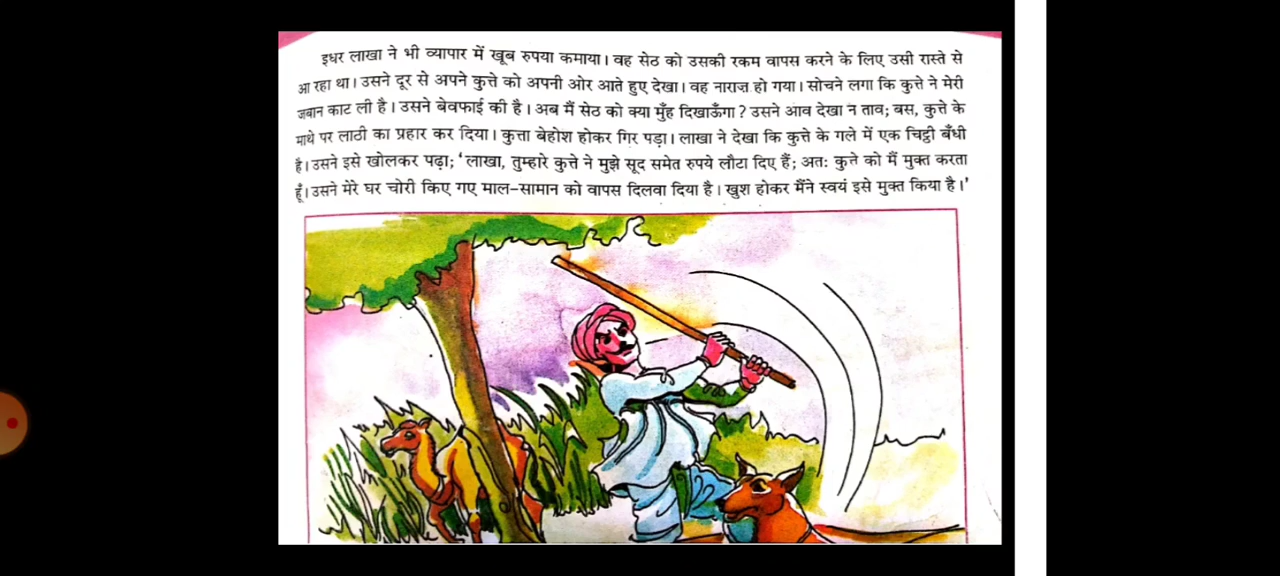 इधर लाखा ने भी व्यापार में खूब रुपया कमाया। वह सेठ को उसकी रकम वापस करने के लिए उसी रास्ते से
आ रहा था। उसने दूर से अपने कुत्ते को अपनी ओर आते हुए देखा। वह नाराज़ हो गया। सोचने लगा कि कुत्ते ने मेरी
ज़बान काट ली है। उसने बेवफाई की है। अब मैं सेठ को क्या मुँह दिखाऊँगा? उसने आव देखा न ताव; बस, कुत्ते के
माथे पर लाठी का प्रहार कर दिया। कुत्ता बेहोश होकर गिर पड़ा। लाखा ने देखा कि कुत्ते के गले में एक चिट्ठी बँधी
है। उसने इसे खोलकर पढ़ा; 'लाखा, तुम्हारे कुत्ते ने मुझे सूद समेत रुपये लौटा दिए हैं; अतः कुत्ते को मैं मुक्त करता
हूँ। उसने मेरे घर चोरी किए गए माल-सामान को वापस दिलवा दिया है। खुश होकर मैंने स्वयं इसे मुक्त किया है।'